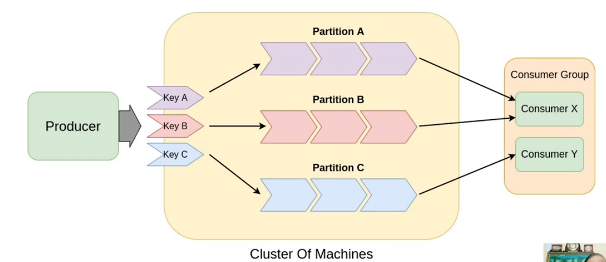 Partition A
Consumer Group
Key A
Partition B
Consumer X
Producer
Key B
Key C
Consumer Y
Partition C
Cluster Of Machines